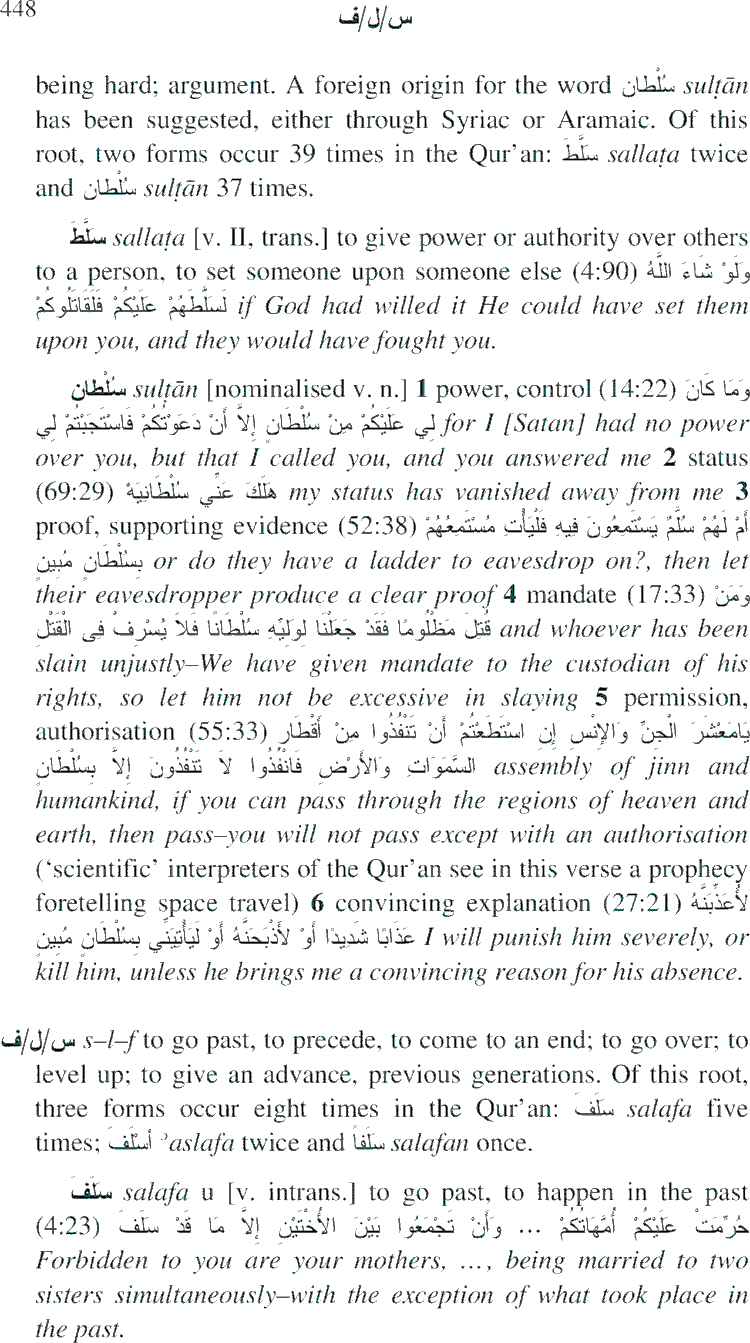 448
س/ل/ف
being hard; argument. A foreign origin for the word سُلْطَان sulṭān
has been suggested, either through Syriac or Aramaic. Of this
root, two forms occur 39 times in the Qur’an: سَلَّطَ sallaṭa twice
and سُلْطَان sulṭān 37 times.
سَلَّطَ sallaṭa [v. II, trans.] to give power or authority over others
to a person, to set someone upon someone else (4:90) وَلَوْ شَاءَ اللَّهُ
لَسَلَّطَهُمْ عَلَيْكُمْ فَلَقَاتَلُوكُمْ if God had willed it He could have set them
upon you, and they would have fought you.
سُلْطَان sulṭān [nominalised v. n.] 1 power, control (14:22) وَمَا كَانَ
لِي عَلَيْكُمْ مِنْ سُلْطَانٍ إِلاَّ أَنْ دَعَوْتُكُمْ فَاسْتَجَبْتُمْ لِي for I [Satan] had no power
over you, but that I called you, and you answered me 2 status
(69:29) هَلَكَ عَنِّي سُلْطَانِيَهْ my status has vanished away from me 3
proof, supporting evidence (52:38) أَمْ لَهُمْ سُلَّمٌ يَسْتَمِعُونَ فِيهِ فَلْيَأْتِ مُسْتَمِعُهُمْ
بِسُلْطَانٍ مُبِينٍ or do they have a ladder to eavesdrop on?, then let
their eavesdropper produce a clear proof 4 mandate (17:33) وَمَنْ
قُتِلَ مَظْلُومًا فَقَدْ جَعَلْنَا لِوَلِيِّهِ سُلْطَانًا فَلاَ يُسْرِفْ فِى الْقَتْلِ and whoever has been
slain unjustly–We have given mandate to the custodian of his
rights, so let him not be excessive in slaying 5 permission,
authorisation (55:33) يَامَعْشَرَ الْجِنِّ وَالإِنْسِ إِنِ اسْتَطَعْتُمْ أَنْ تَنْفُذُوا مِنْ أَقْطَارِ
السَّمَوَاتِ وَالأَرْضِ فَانْفُذُوا لاَ تَنْفُذُونَ إِلاَّ بِسُلْطَانٍ assembly of jinn and
humankind, if you can pass through the regions of heaven and
earth, then pass–you will not pass except with an authorisation
(‘scientific’ interpreters of the Qur’an see in this verse a prophecy
foretelling space travel) 6 convincing explanation (27:21) لأُعَذِّبَنَّهُ
عَذَابًا شَدِيدًا أَوْ لأَذْبَحَنَّهُ أَوْ لَيَأْتِيَنِّي بِسُلْطَانٍ مُبِينٍ I will punish him severely, or
kill him, unless he brings me a convincing reason for his absence.
س/ل/ف s–l–f to go past, to precede, to come to an end; to go over; to
level up; to give an advance, previous generations. Of this root,
three forms occur eight times in the Qur’an: سَلَفَ salafa five
times; أَسْلَفَ ʾaslafa twice and سَلَفاً salafan once.
سَلَفَ salafa u [v. intrans.] to go past, to happen in the past
(4:23) حُرِّمَتْ عَلَيْكُمْ أُمَّهَاتُكُمْ ... وَأَنْ تَجْمَعُوا بَيْنَ الأُخْتَيْنِ إِلاَّ مَا قَدْ سَلَفَ
Forbidden to you are your mothers, ..., being married to two
sisters simultaneously–with the exception of what took place in
the past.